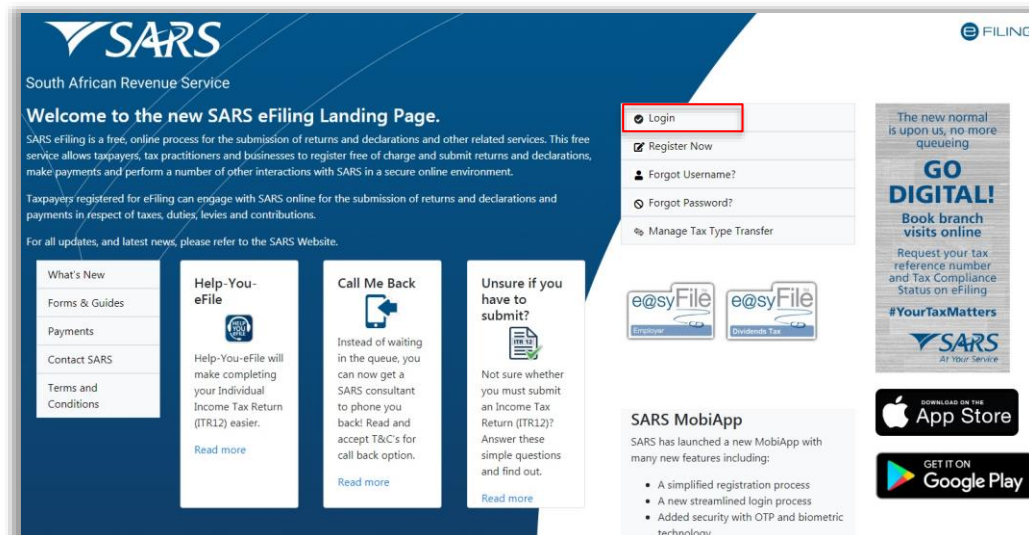 SARS
South African Revenue Service
e FILING
Welcome to the new SARS eFiling Landing Page.
SARS eFiling is a free, online process for the submission of returns and declarations and other related services. This free
service allows taxpayers, tax practitioners and businesses to register free of charge and submit returns and declarations,
make payments and perform a number of other interactions with SARS in a secure online environment.
Taxpayers registered for eFiling can engage with SARS online for the submission of returns and declarations and
payments in respect of taxes, duties, levies and contributions.
For all updates, and latest news, please refer to the SARS Website.
What's New
Forms & Guides
Payments
Contact SARS
Terms and
Conditions
Help-You-
eFile
HELP
YOU
eFILE
Help-You-eFile will
make completing
your Individual
Income Tax Return
(ITR12) easier.
Read more
Call Me Back
Instead of waiting
in the queue, you
can now get a
SARS consultant
to phone you
back! Read and
accept T&C's for
call back option.
Read more
Unsure if you
have to
submit?
ITR 12
Not sure whether
you must submit
an Income Tax
Return (ITR12)?
Answer these
simple questions
and find out.
Read more
Login
Register Now
Forgot Username?
Forgot Password?
Manage Tax Type Transfer
e@syFile
Employer
e@syFile
Dividends Tax
SARS MobiApp
SARS has launched a new MobiApp with
many new features including:
• A simplified registration process
• A new streamlined login process
• Added security with OTP and biometric
technology
The new normal
is upon us, no more
queueing
GO
DIGITAL!
Book branch
visits online
Request your tax
reference number
and Tax Compliance
Status on eFiling
#YourTaxMatters
SARS
At Your Service
DOWNLOAD ON THE
App Store
GET IT ON
Google Play